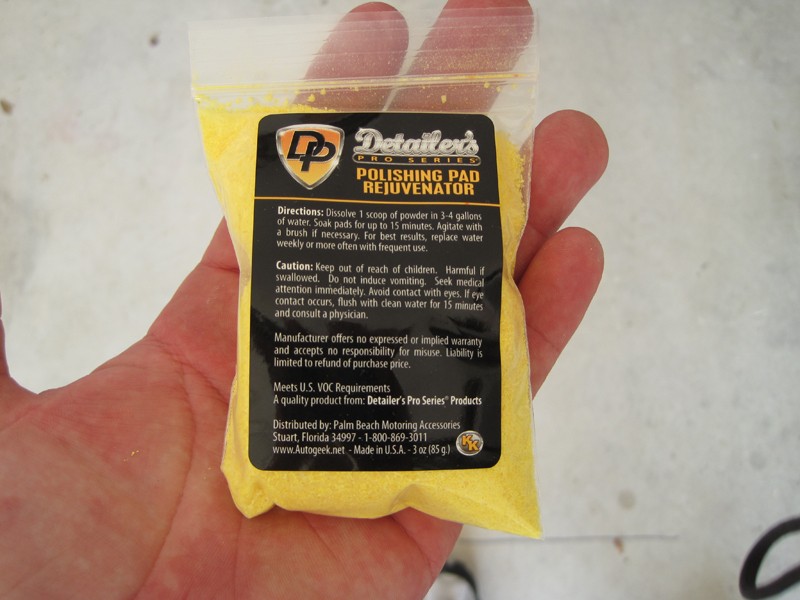 DP
Detailer's
PRO SERIES
POLISHING PAD
REJUVENATOR
Directions: Dissolve 1 scoop of powder in 3-4 gallons
of water. Soak pads for up to 15 minutes. Agitate with
a brush if necessary. For best results, replace water
weekly or more often with frequent use.
Caution: Keep out of reach of children. Harmful if
swallowed. Do not induce vomiting. Seek medical
attention immediately. Avoid contact with eyes. If eye
contact occurs, flush with clean water for 15 minutes
and consult a physician.
Manufacturer offers no expressed or implied warranty
and accepts no responsibility for misuse. Liability is
limited to refund of purchase price.
Meets U.S. VOC Requirements
A quality product from: Detailer's Pro Series® Products
Distributed by: Palm Beach Motoring Accessories
Stuart, Florida 34997 - 1-800-869-3011
www.Autogeek.net - Made in U.S.A. - 3 oz (85 g.)
KK